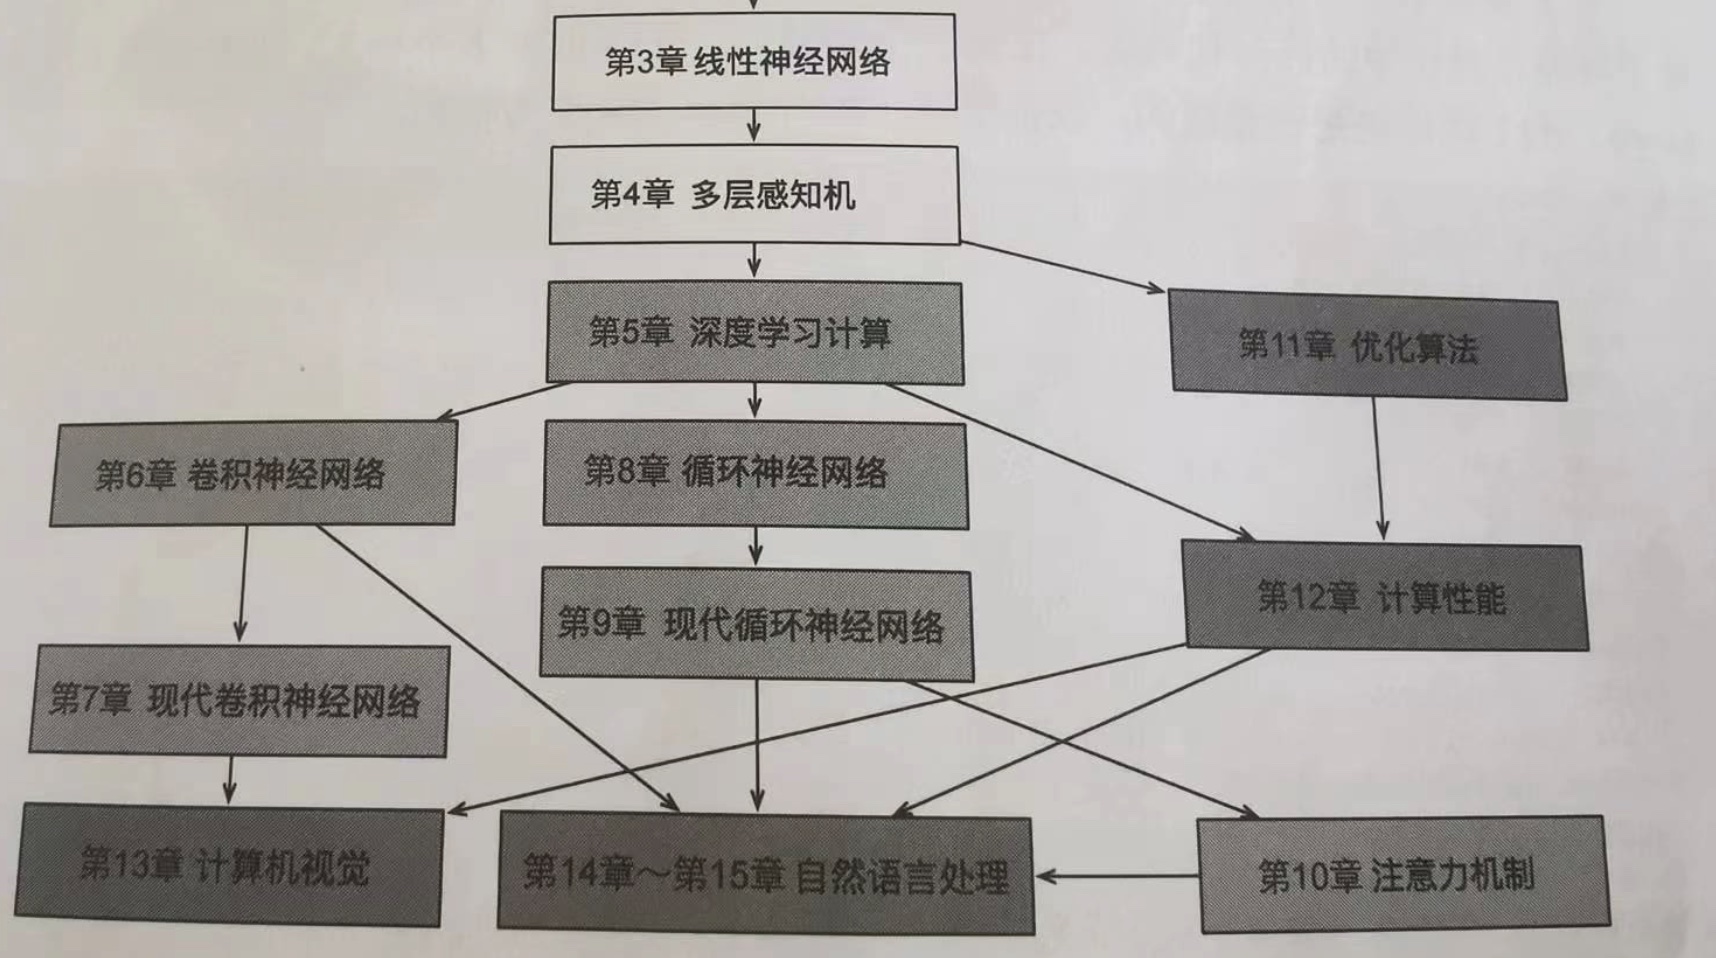 第3章 线性神经网络
第4章 多层感知机
第5章 深度学习计算
第11章 优化算法
第6章 卷积神经网络
第8章 循环神经网络
第12章 计算性能
第9章 现代循环神经网络
第7章 现代卷积神经网络
第13章 计算机视觉
第14章～第15章 自然语言处理
第10章 注意力机制